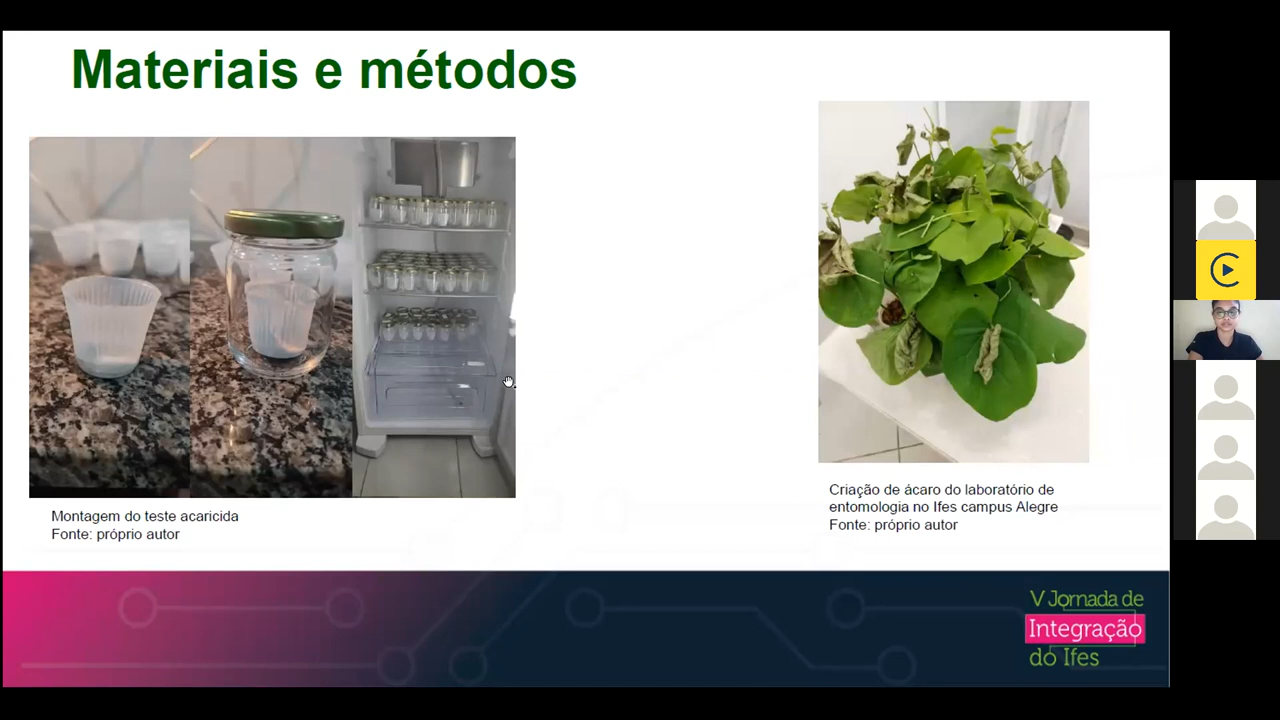 Materiais e métodos
Montagem do teste acaricida
Fonte: próprio autor
Criação de ácaro do laboratório de
entomologia no Ifes campus Alegre
Fonte: próprio autor
V Jornada de
Integração
do Ifes